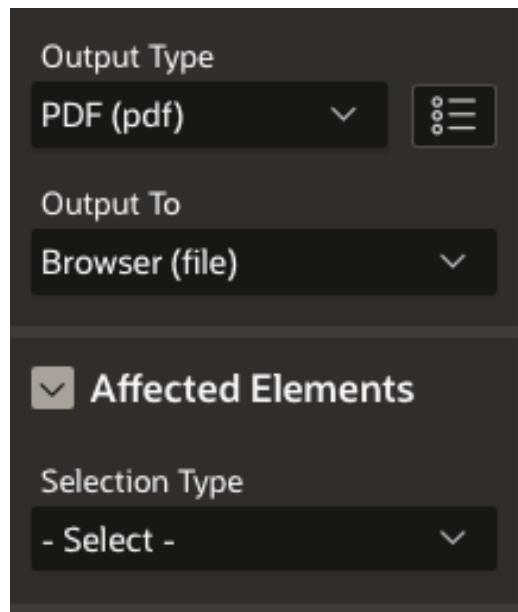 Output Type
PDF (pdf)
Output To
Browser (file)
Affected Elements
Selection Type
- Select -